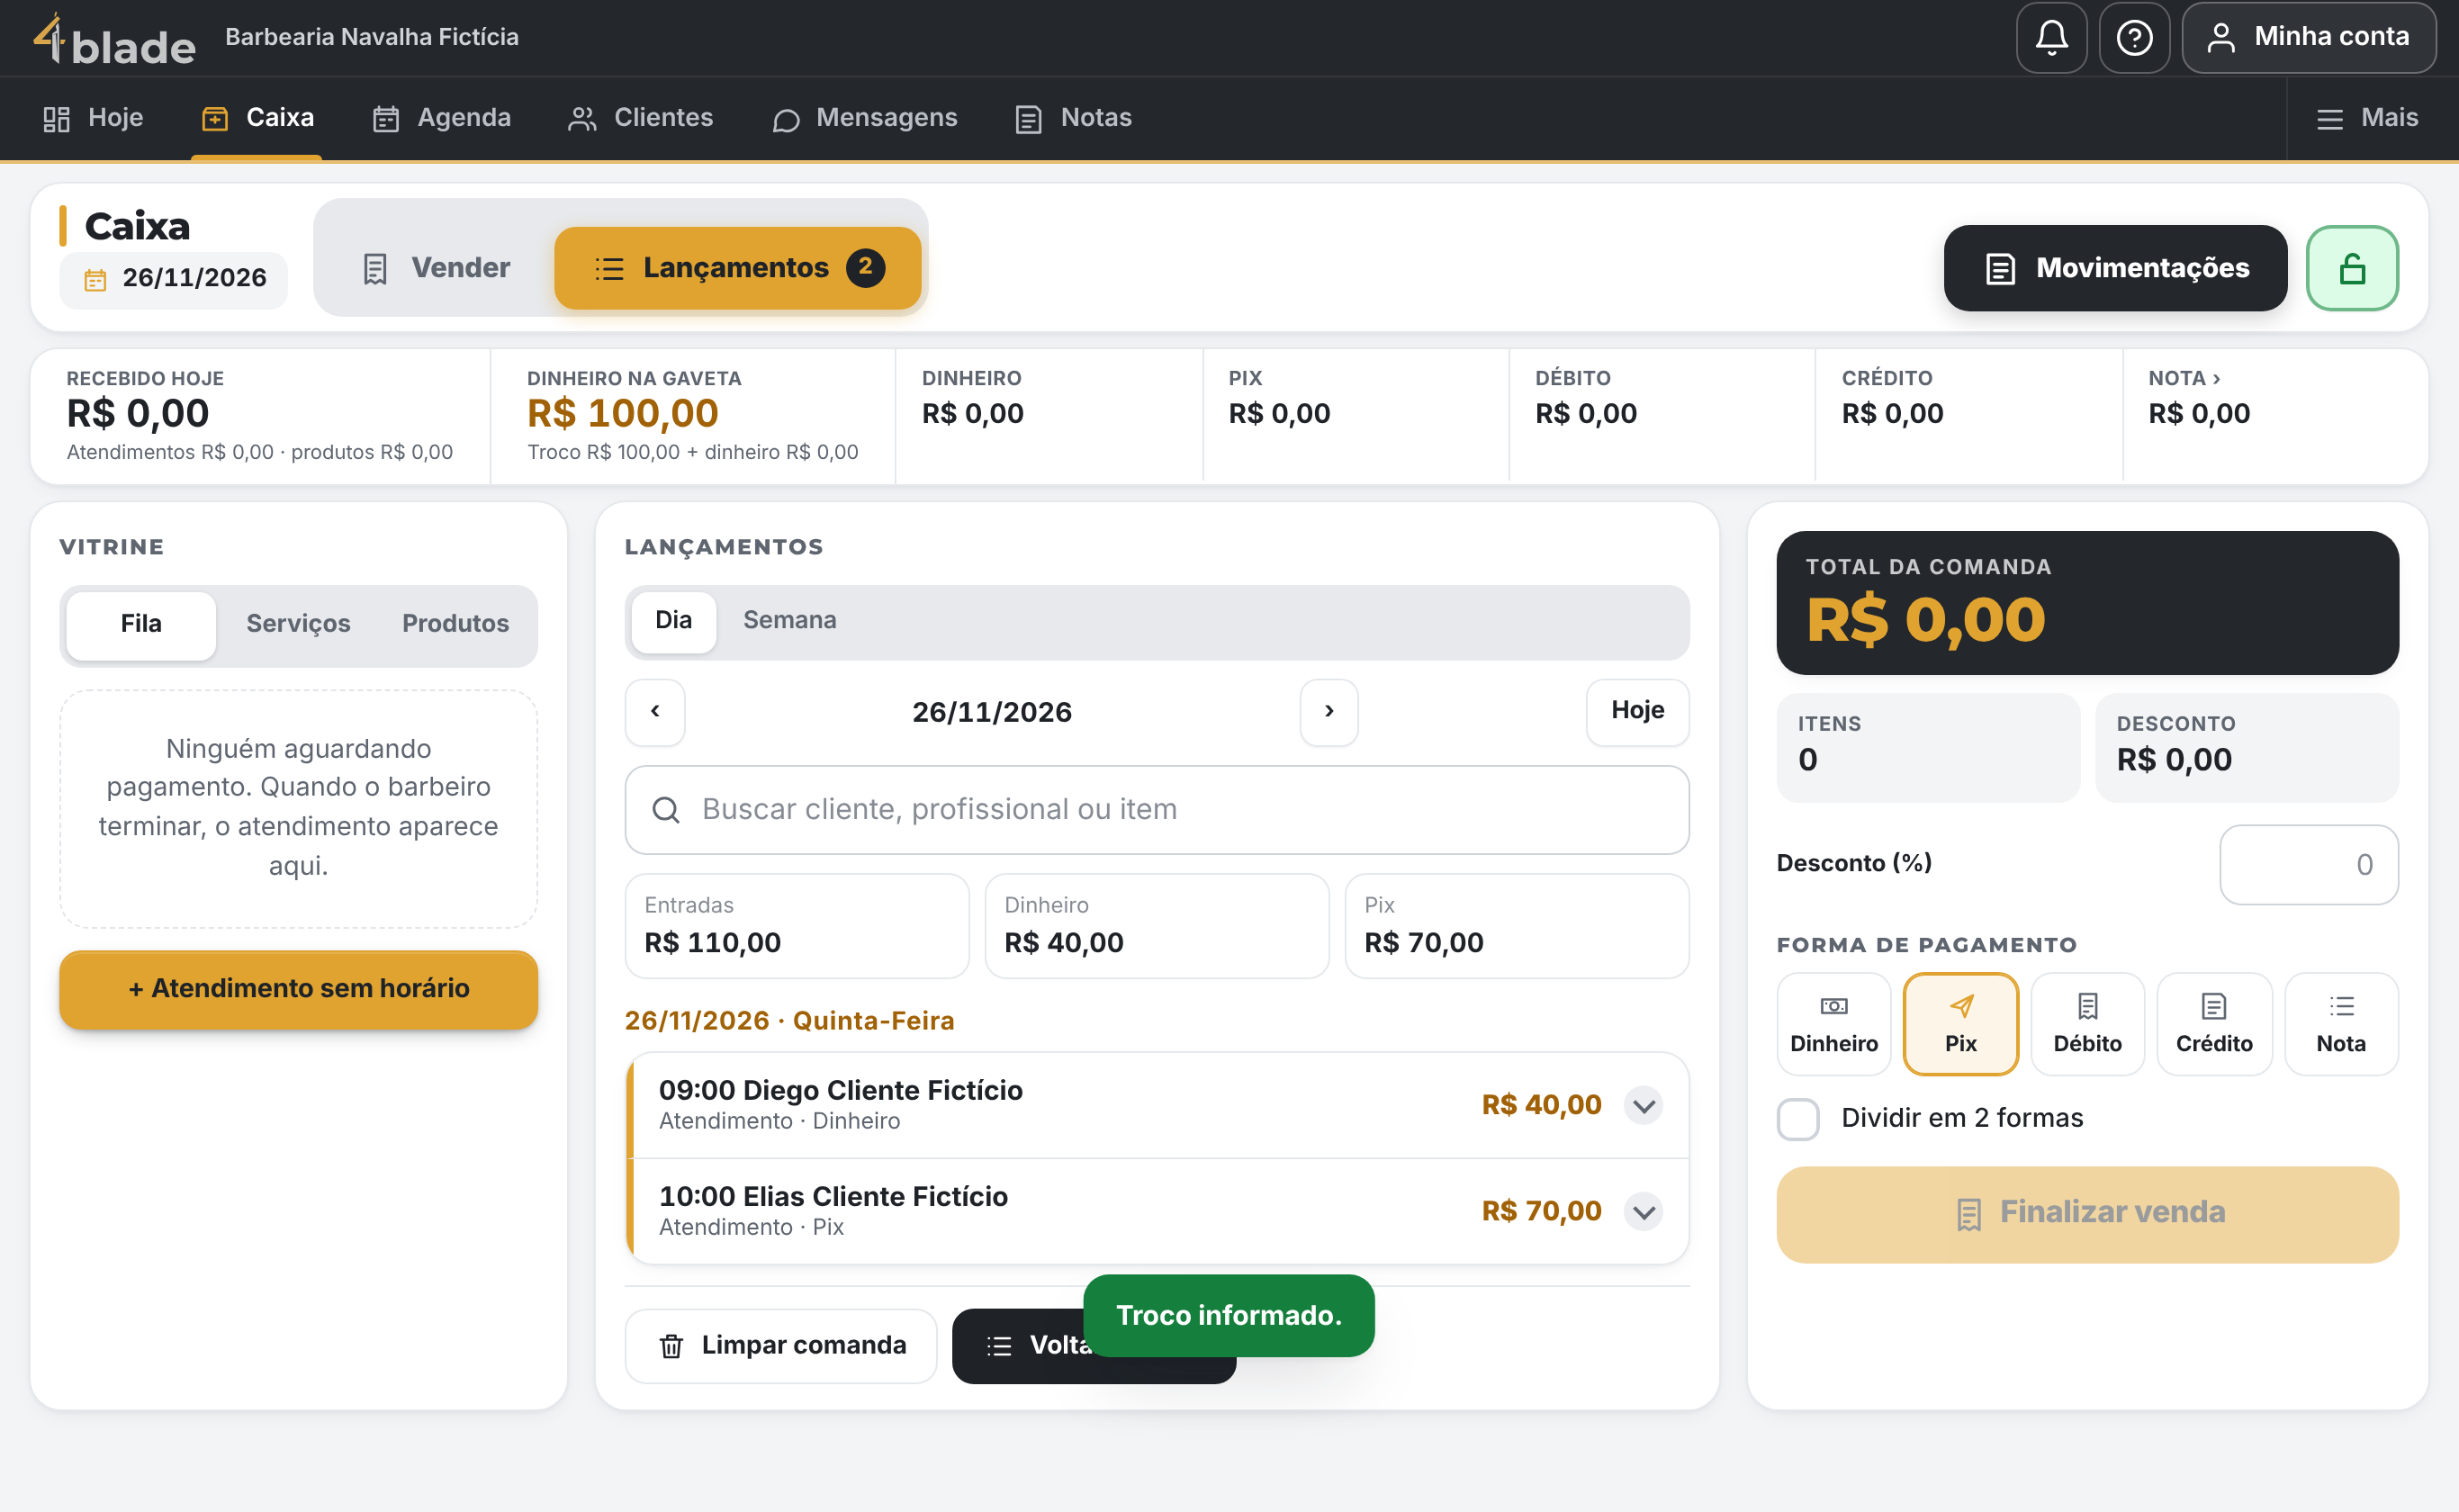 4blade
Barbearia Navalha Fictícia
Minha conta
Hoje
Caixa
Agenda
Clientes
Mensagens
Notas
Mais
Caixa
26/11/2026
Vender
Lançamentos 2
Movimentações
RECEBIDO HOJE
R$ 0,00
Atendimentos R$ 0,00 · produtos R$ 0,00
DINHEIRO NA GAVETA
R$ 100,00
Troco R$ 100,00 + dinheiro R$ 0,00
DINHEIRO
R$ 0,00
PIX
R$ 0,00
DÉBITO
R$ 0,00
CRÉDITO
R$ 0,00
NOTA ›
R$ 0,00
VITRINE
Fila
Serviços
Produtos
Ninguém aguardando
pagamento. Quando o barbeiro
terminar, o atendimento aparece
aqui.
+ Atendimento sem horário
LANÇAMENTOS
Dia
Semana
‹
26/11/2026
›
Hoje
Buscar cliente, profissional ou item
Entradas
R$ 110,00
Dinheiro
R$ 40,00
Pix
R$ 70,00
26/11/2026 · Quinta-Feira
09:00 Diego Cliente Fictício
Atendimento · Dinheiro
R$ 40,00
10:00 Elias Cliente Fictício
Atendimento · Pix
R$ 70,00
Limpar comanda
Troco informado.
TOTAL DA COMANDA
R$ 0,00
ITENS
0
DESCONTO
R$ 0,00
Desconto (%)
0
FORMA DE PAGAMENTO
Dinheiro
Pix
Débito
Crédito
Nota
Dividir em 2 formas
Finalizar venda